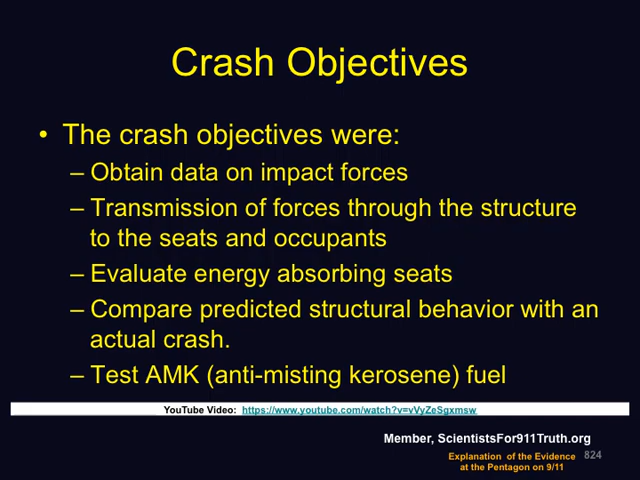 Crash Objectives
• The crash objectives were:
– Obtain data on impact forces
– Transmission of forces through the structure
to the seats and occupants
– Evaluate energy absorbing seats
– Compare predicted structural behavior with an
actual crash.
– Test AMK (anti-misting kerosene) fuel
YouTube Video: https://www.youtube.com/watch?v=vVyZeSgxmsw
Member, ScientistsFor911Truth.org
Explanation of the Evidence 824
at the Pentagon on 9/11